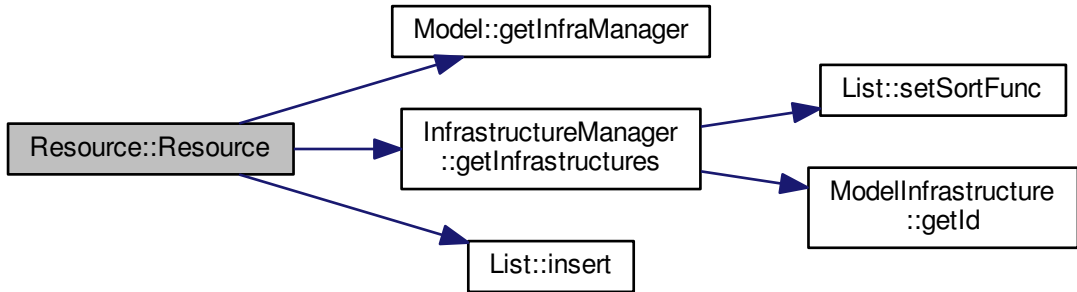 Resource::Resource
Model::getInfraManager
InfrastructureManager
::getInfrastructures
List::insert
List::setSortFunc
ModelInfrastructure
::getId